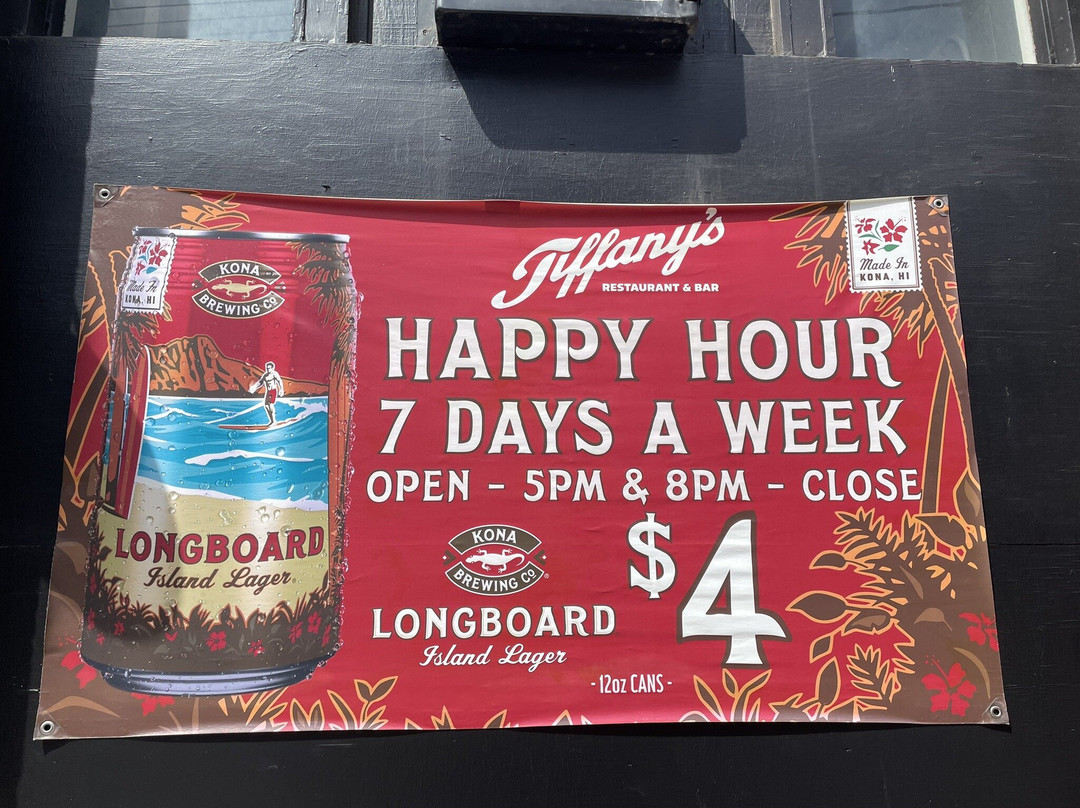 Tiffany's
RESTAURANT & BAR
HAPPY HOUR
7 DAYS A WEEK
OPEN - 5PM & 8PM - CLOSE
KONA
BREWING CO
LONGBOARD
Island Lager
$4
- 12oz CANS -
Made In
KONA, HI
Made In
KONA, HI
KONA
BREWING CO
LONGBOARD
Island Lager